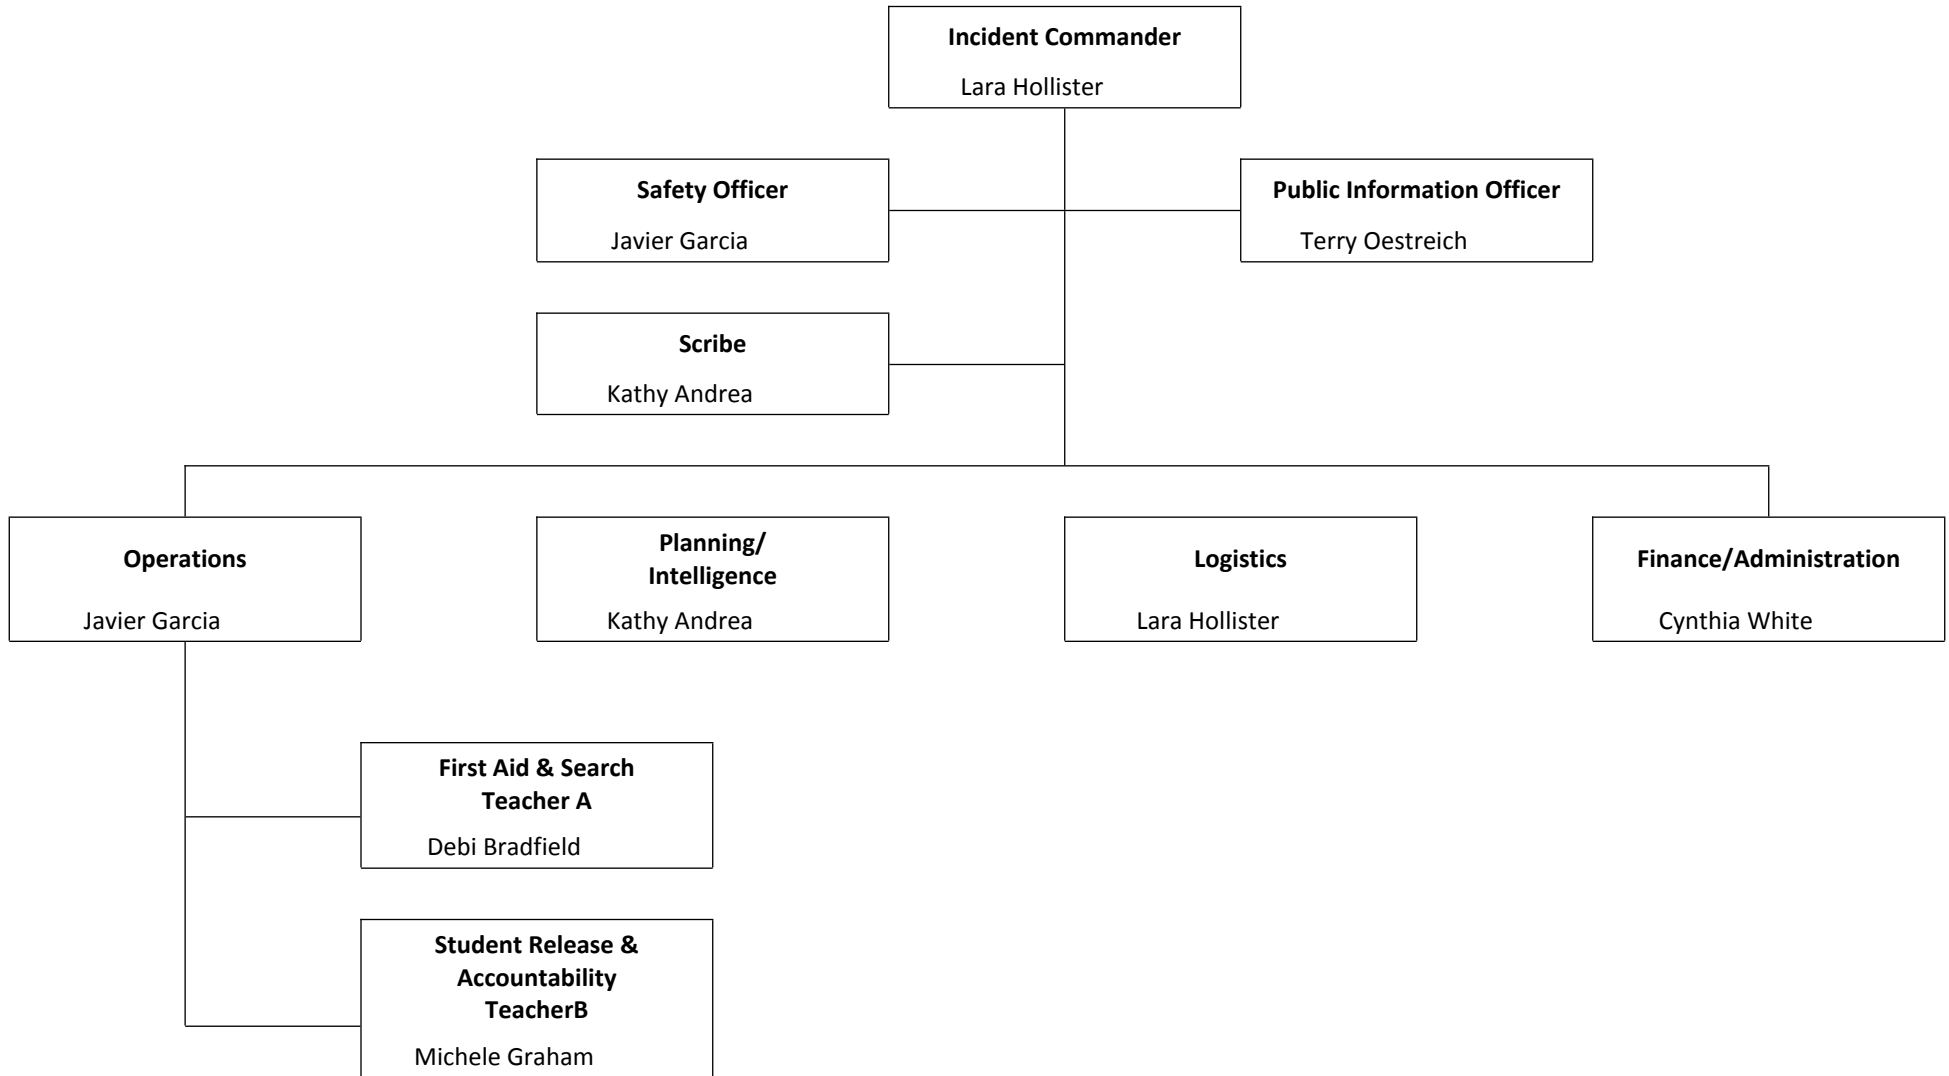 Incident Commander
Lara Hollister
Safety Officer
Javier Garcia
Public Information Officer
Terry Oestreich
Scribe
Kathy Andrea
Operations
Javier Garcia
Planning/
Intelligence
Kathy Andrea
Logistics
Lara Hollister
Finance/Administration
Cynthia White
First Aid & Search
Teacher A
Debi Bradfield
Student Release &
Accountability
TeacherB
Michele Graham